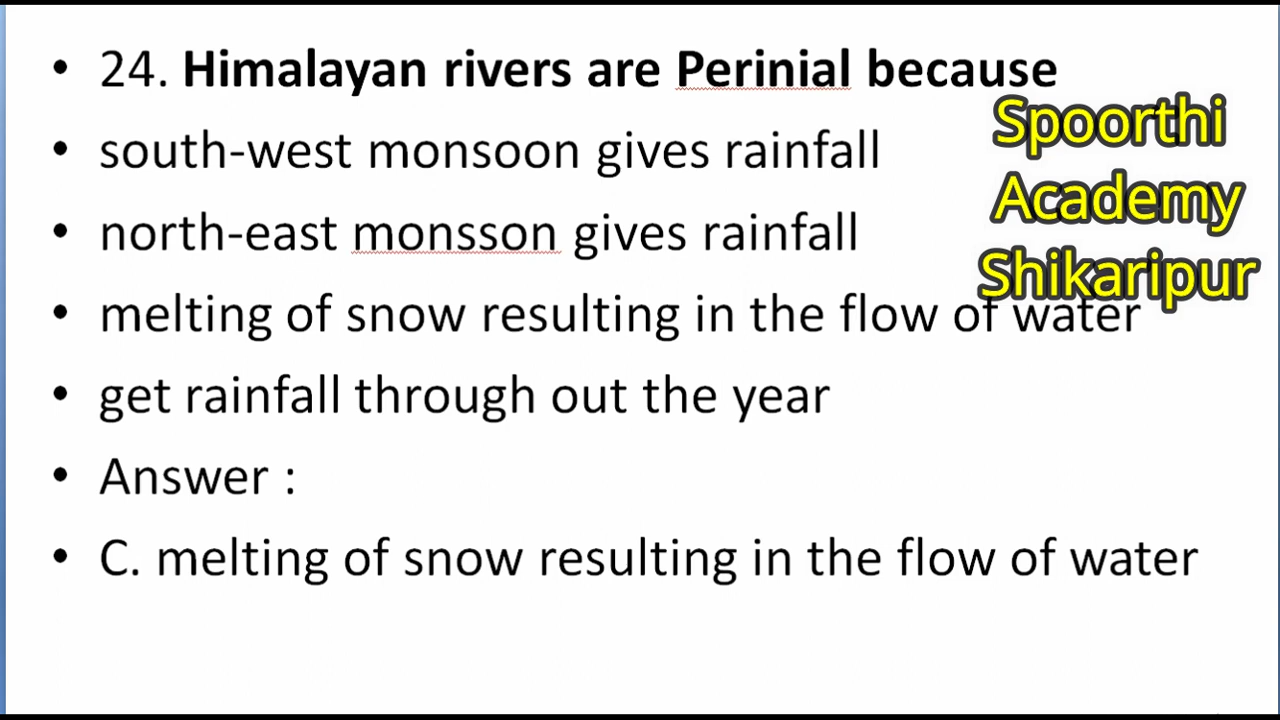 • 24. Himalayan rivers are Perinial because
• south-west monsoon gives rainfall
• north-east monsson gives rainfall
• melting of snow resulting in the flow of water
• get rainfall through out the year
• Answer :
• C. melting of snow resulting in the flow of water
Spoorthi
Academy
Shikaripur